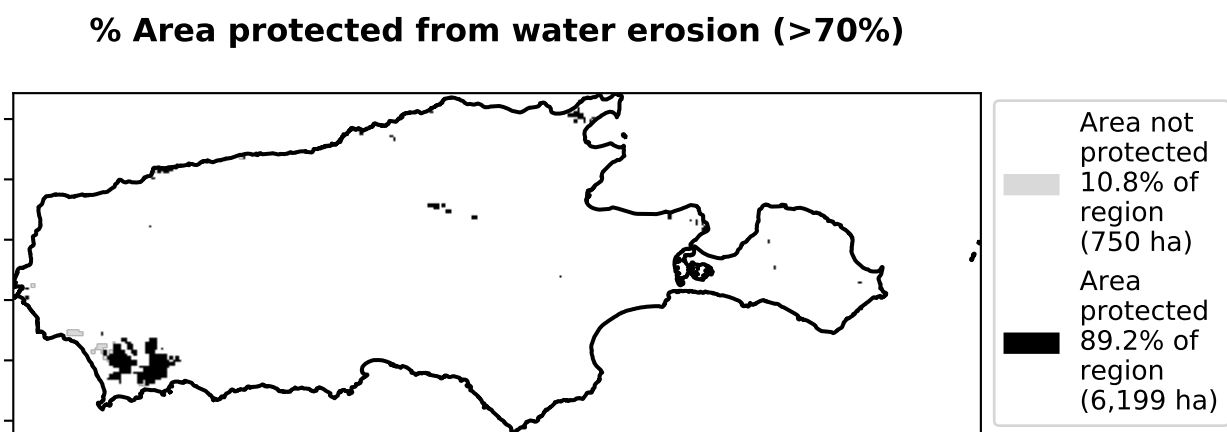 % Area protected from water erosion (>70%)
Area not
protected
10.8% of
region
(750 ha)
Area
protected
89.2% of
region
(6,199 ha)